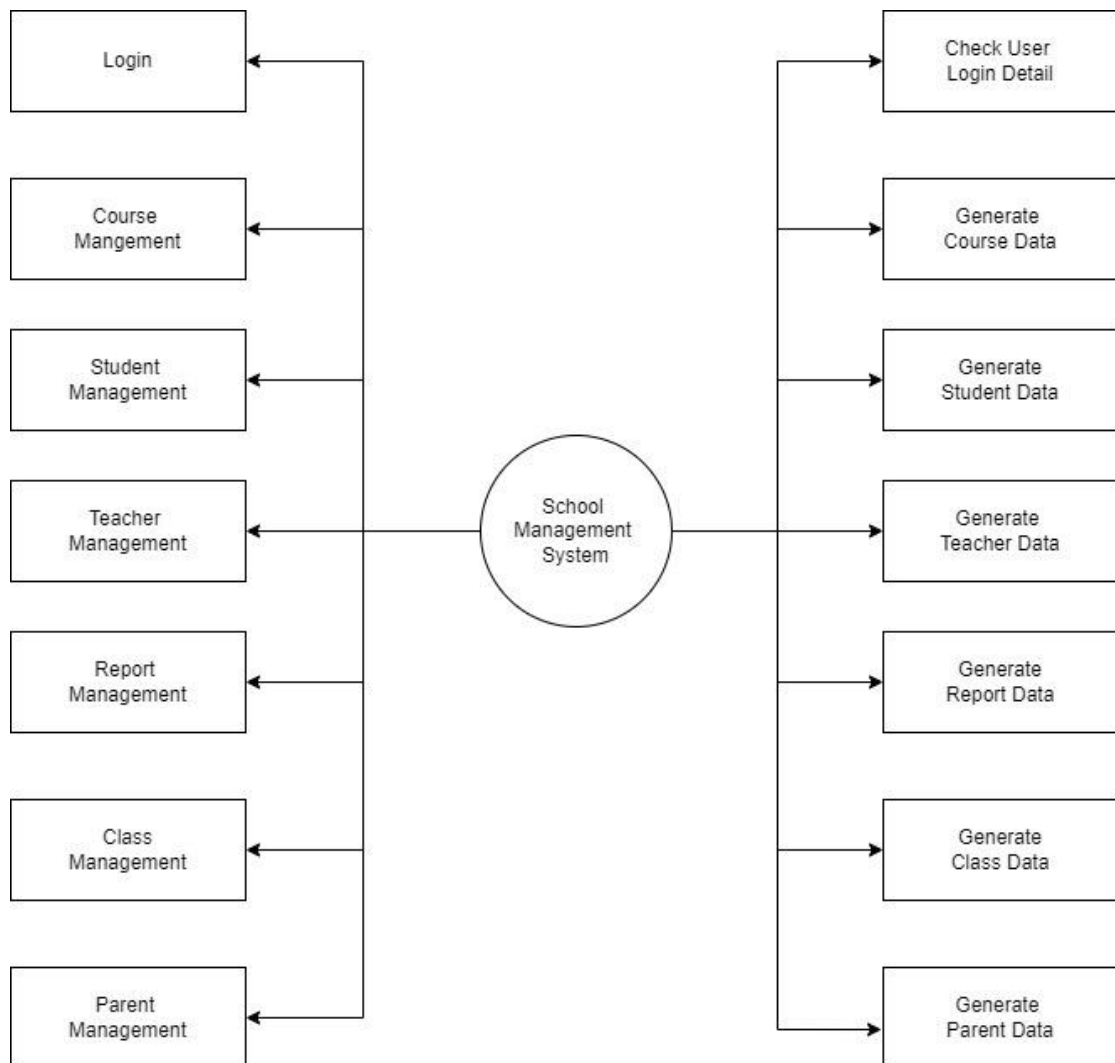 Login
Course
Mangement
Student
Management
Teacher
Management
Report
Management
Class
Management
Parent
Management
School
Management
System
Check User
Login Detail
Generate
Course Data
Generate
Student Data
Generate
Teacher Data
Generate
Report Data
Generate
Class Data
Generate
Parent Data